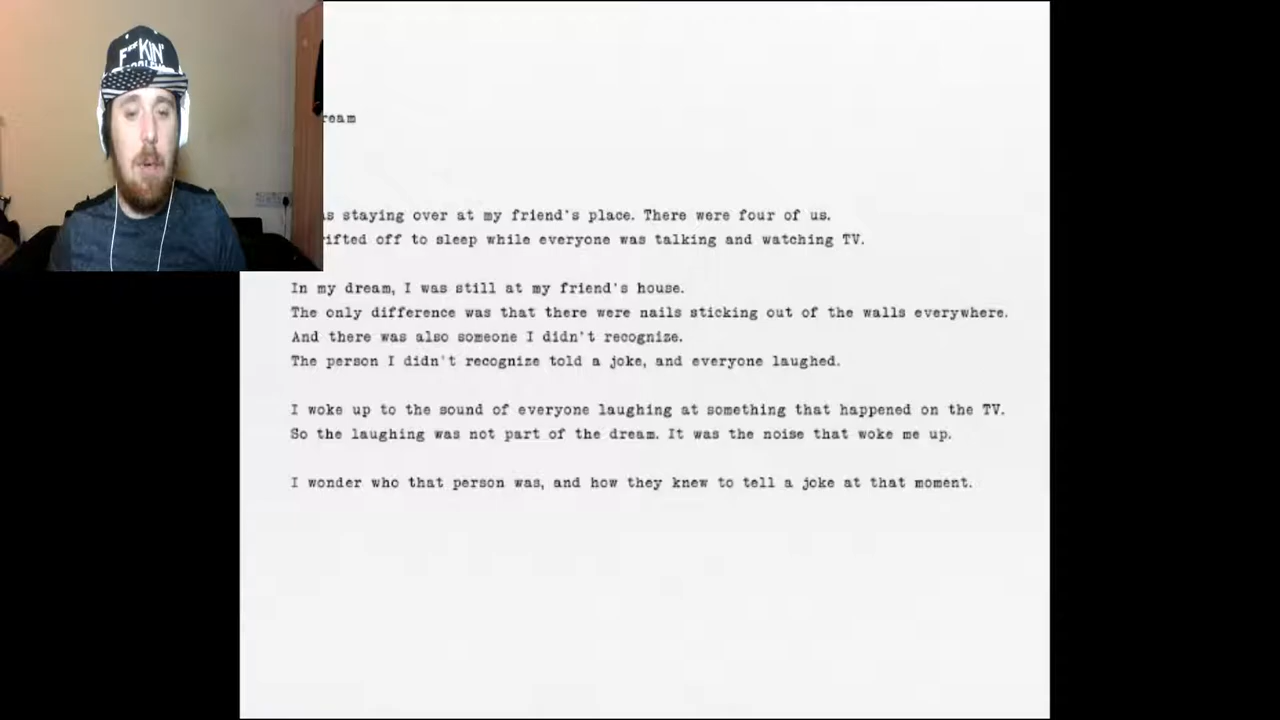 F**KIN'
ream
s staying over at my friend's place. There were four of us.
rifted off to sleep while everyone was talking and watching TV.
In my dream, I was still at my friend's house.
The only difference was that there were nails sticking out of the walls everywhere.
And there was also someone I didn't recognize.
The person I didn't recognize told a joke, and everyone laughed.
I woke up to the sound of everyone laughing at something that happened on the TV.
So the laughing was not part of the dream. It was the noise that woke me up.
I wonder who that person was, and how they knew to tell a joke at that moment.